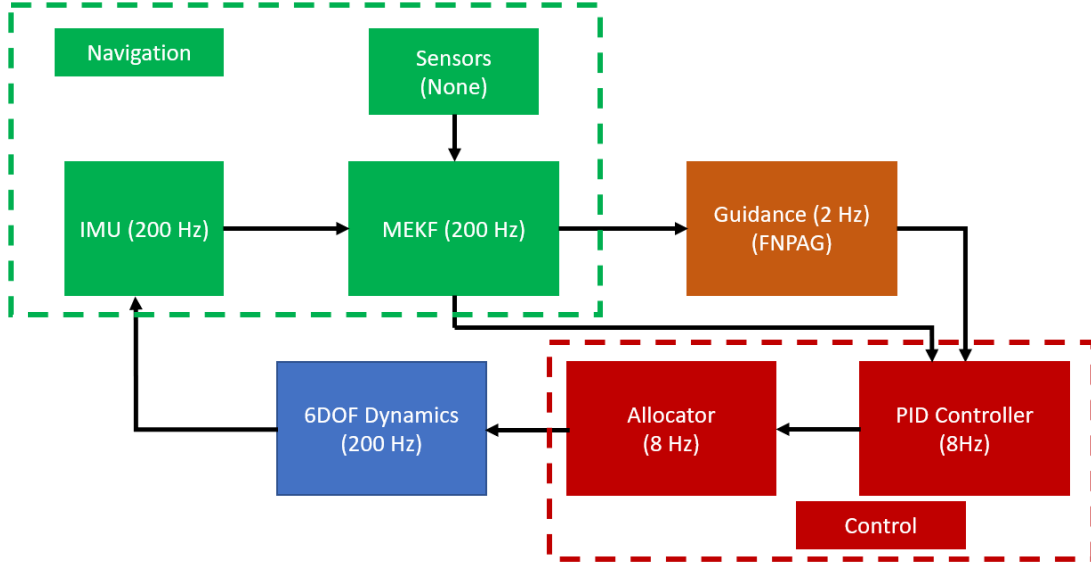 Navigation
Sensors
(None)
IMU (200 Hz)
MEKF (200 Hz)
Guidance (2 Hz)
(FNPAG)
6DOF Dynamics
(200 Hz)
Allocator
(8 Hz)
PID Controller
(8Hz)
Control